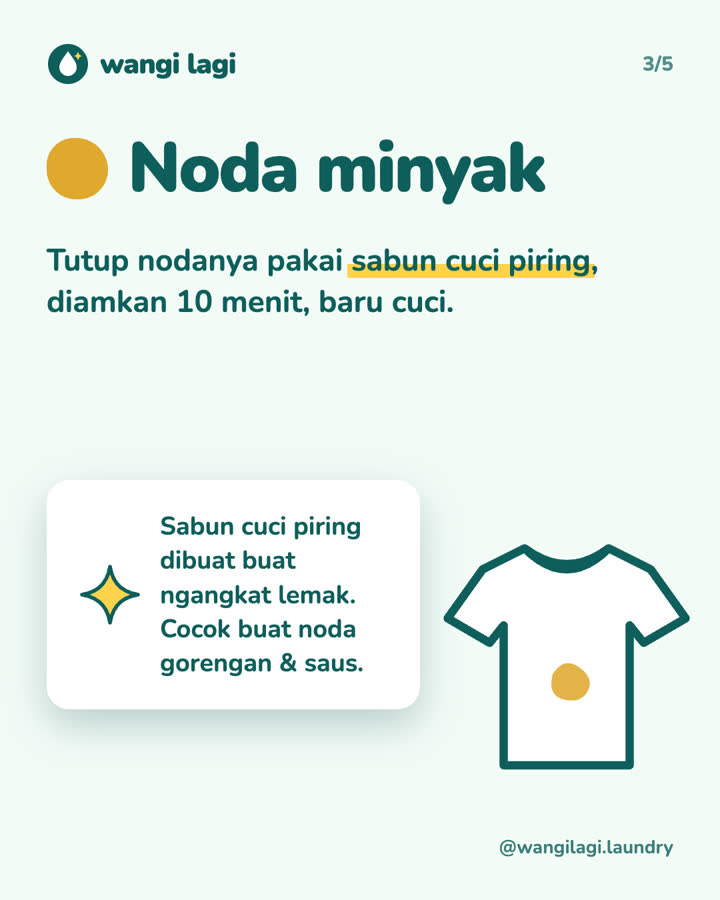 wangi lagi
3/5
Noda minyak
Tutup nodanya pakai sabun cuci piring,
diamkan 10 menit, baru cuci.
Sabun cuci piring
dibuat buat
ngangkat lemak.
Cocok buat noda
gorengan & saus.
@wangilagi.laundry